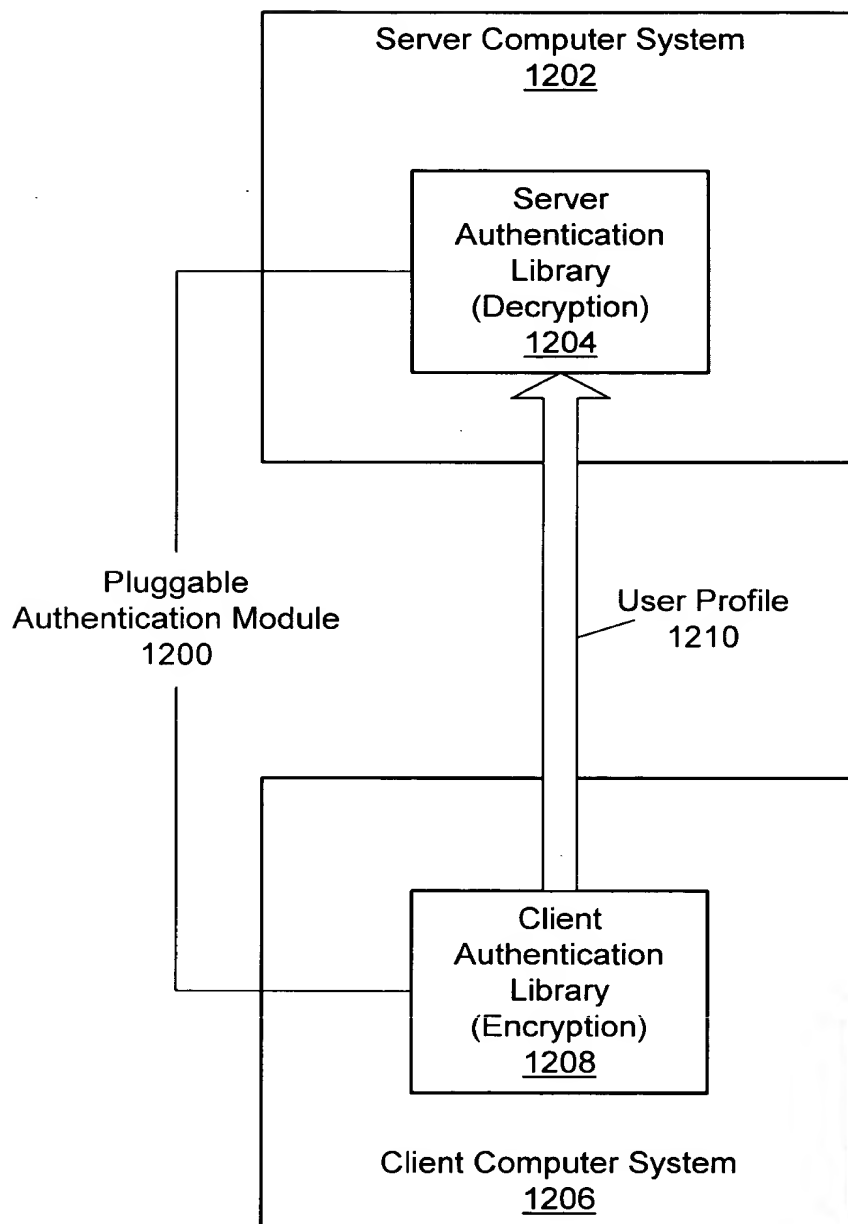 Server Computer System
1202
Server
Authentication
Library
(Decryption)
1204
Pluggable
Authentication Module
1200
User Profile
1210
Client
Authentication
Library
(Encryption)
1208
Client Computer System
1206